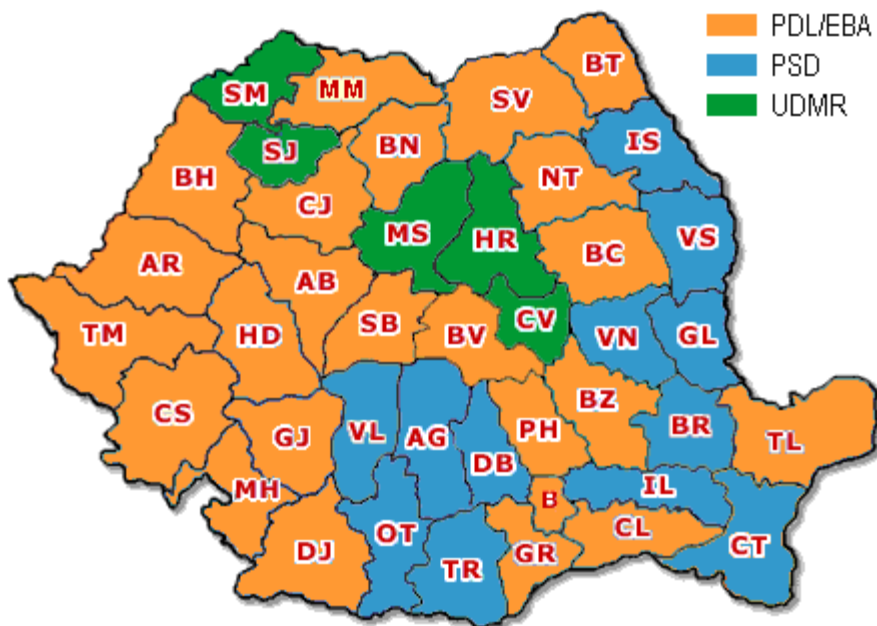 PDL/EBA
PSD
UDMR
BT
SM
MM
SV
IS
SJ
BN
BH
NT
CJ
MS
HR
VS
BC
AR
AB
SB
BV
CV
TM
HD
VN
GL
CS
GJ
VL
AG
PH
BZ
BR
TL
DB
MH
B
IL
OT
CL
DJ
TR
GR
CT